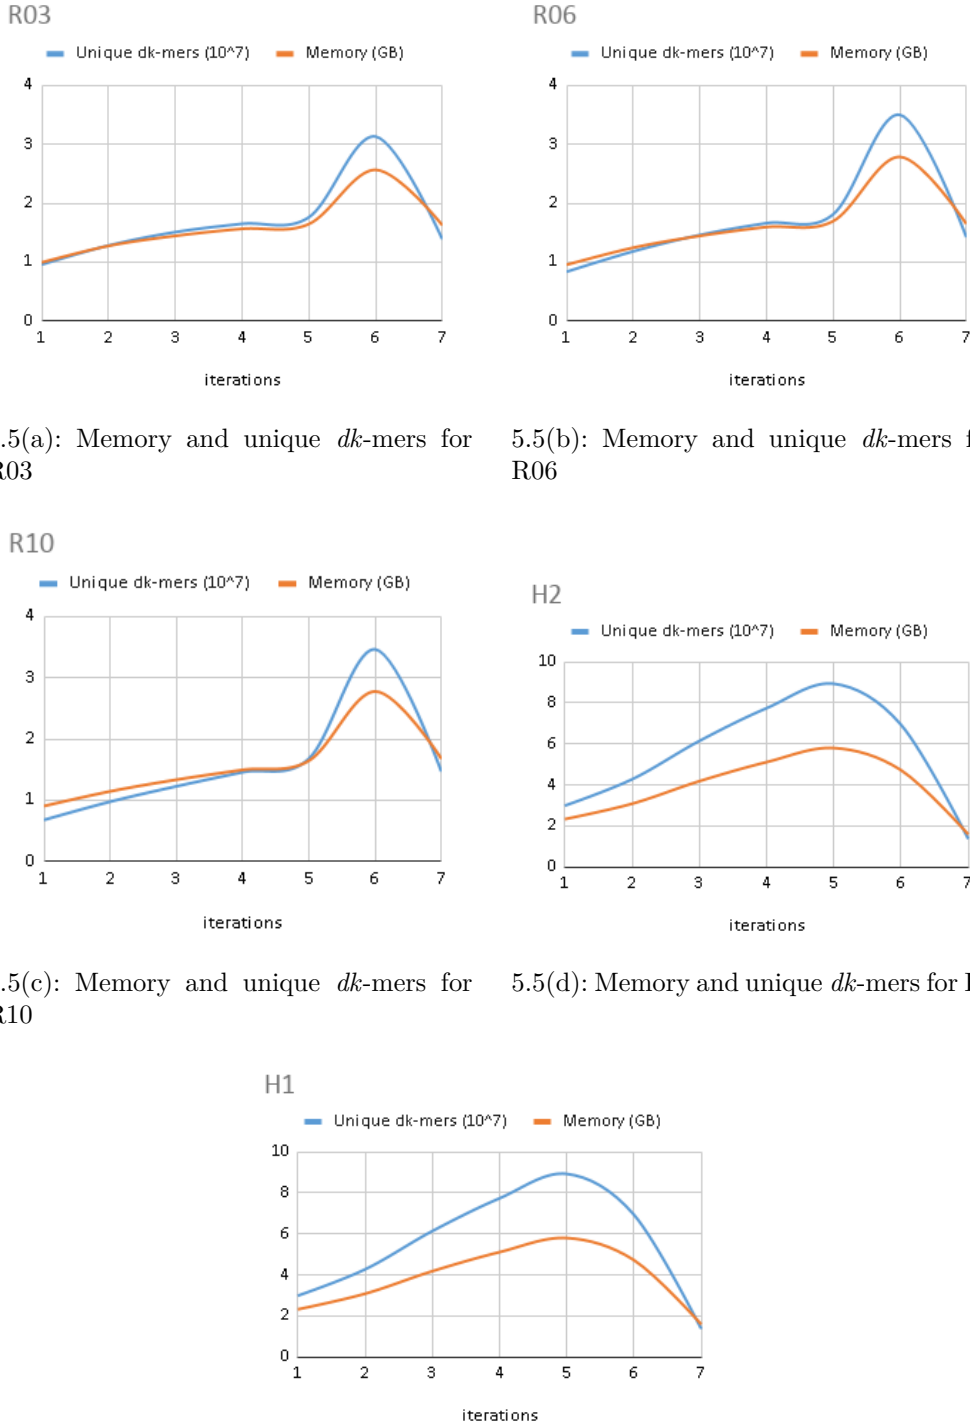 R03
Unique dk-mers (10^7) Memory (GB)
4
3
2
1
0
1 2 3 4 5 6 7
iterations
.5(a): Memory and unique dk-mers for
R03
R06
Unique dk-mers (10^7) Memory (GB)
4
3
2
1
0
1 2 3 4 5 6 7
iterations
5.5(b): Memory and unique dk-mers
R06
R10
Unique dk-mers (10^7) Memory (GB)
4
3
2
1
0
1 2 3 4 5 6 7
iterations
.5(c): Memory and unique dk-mers for
R10
H2
Unique dk-mers (10^7) Memory (GB)
10
8
6
4
2
0
1 2 3 4 5 6 7
iterations
5.5(d): Memory and unique dk-mers for
H1
Unique dk-mers (10^7) Memory (GB)
10
8
6
4
2
0
1 2 3 4 5 6 7
iterations